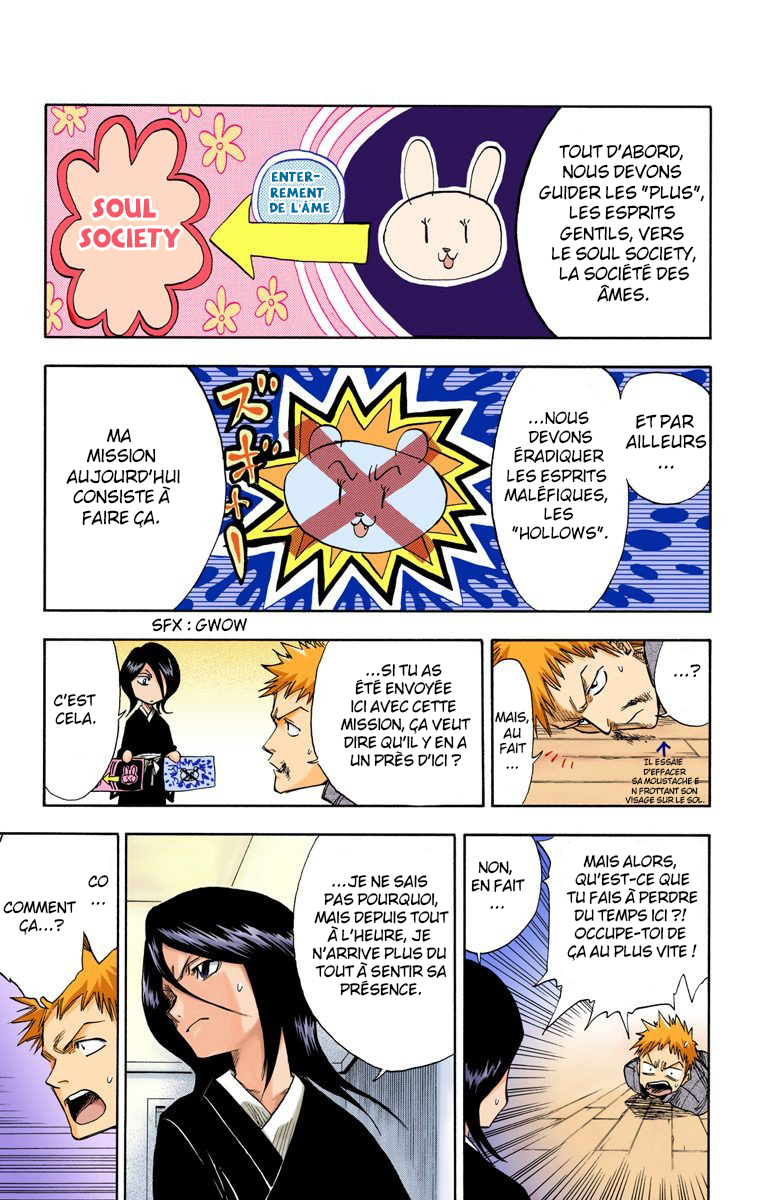 TOUT D'ABORD,
NOUS DEVONS
GUIDER LES "PLUS",
LES ESPRITS
GENTILS, VERS
LE SOUL SOCIETY,
LA SOCIÉTÉ DES
ÂMES.
ENTER-
REMENT
DE L'ÂME
SOUL
SOCIETY
ET PAR
AILLEURS
...
...NOUS
DEVONS
ÉRADIQUER
LES ESPRITS
MALÉFIQUES,
LES
"HOLLOWS".
ズギャー
MA
MISSION
AUJOURD'HUI
CONSISTE À
FAIRE ÇA.
SFX : GWOW
...?
MAIS,
AU
FAIT
...
IL ESSAIE
D'EFFACER
SA MOUSTACHE E
N FROTTANT SON
VISAGE SUR LE SOL.
...SI TU AS
ÉTÉ ENVOYÉE
ICI AVEC CETTE
MISSION, ÇA VEUT
DIRE QU'IL Y EN A
UN PRÈS D'ICI ?
C'EST
CELA.
MAIS ALORS,
QU'EST-CE QUE
TU FAIS À PERDRE
DU TEMPS ICI ?!
OCCUPE-TOI DE
ÇA AU PLUS VITE !
NON,
EN FAIT
...
...JE NE SAIS
PAS POURQUOI,
MAIS DEPUIS TOUT
À L'HEURE, JE
N'ARRIVE PLUS DU
TOUT À SENTIR SA
PRÉSENCE.
CO
...
COMMENT
ÇA...?